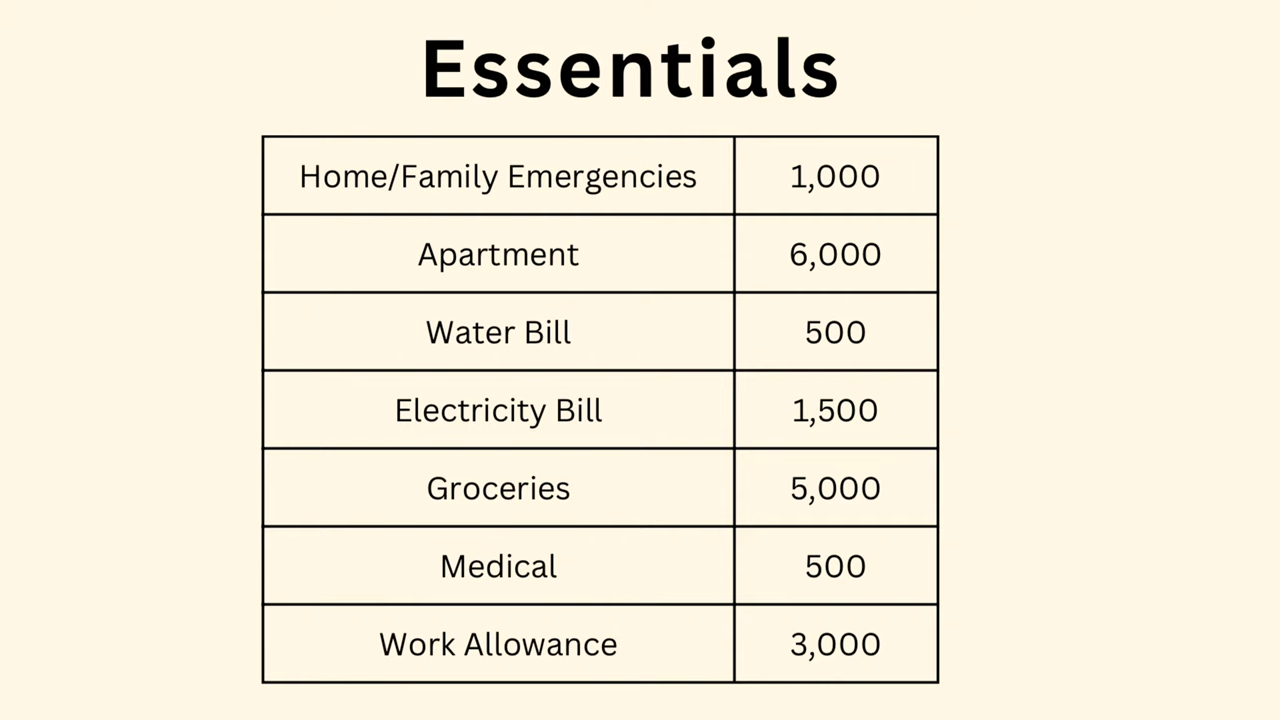 Essentials
Home/Family Emergencies 1,000
Apartment 6,000
Water Bill 500
Electricity Bill 1,500
Groceries 5,000
Medical 500
Work Allowance 3,000